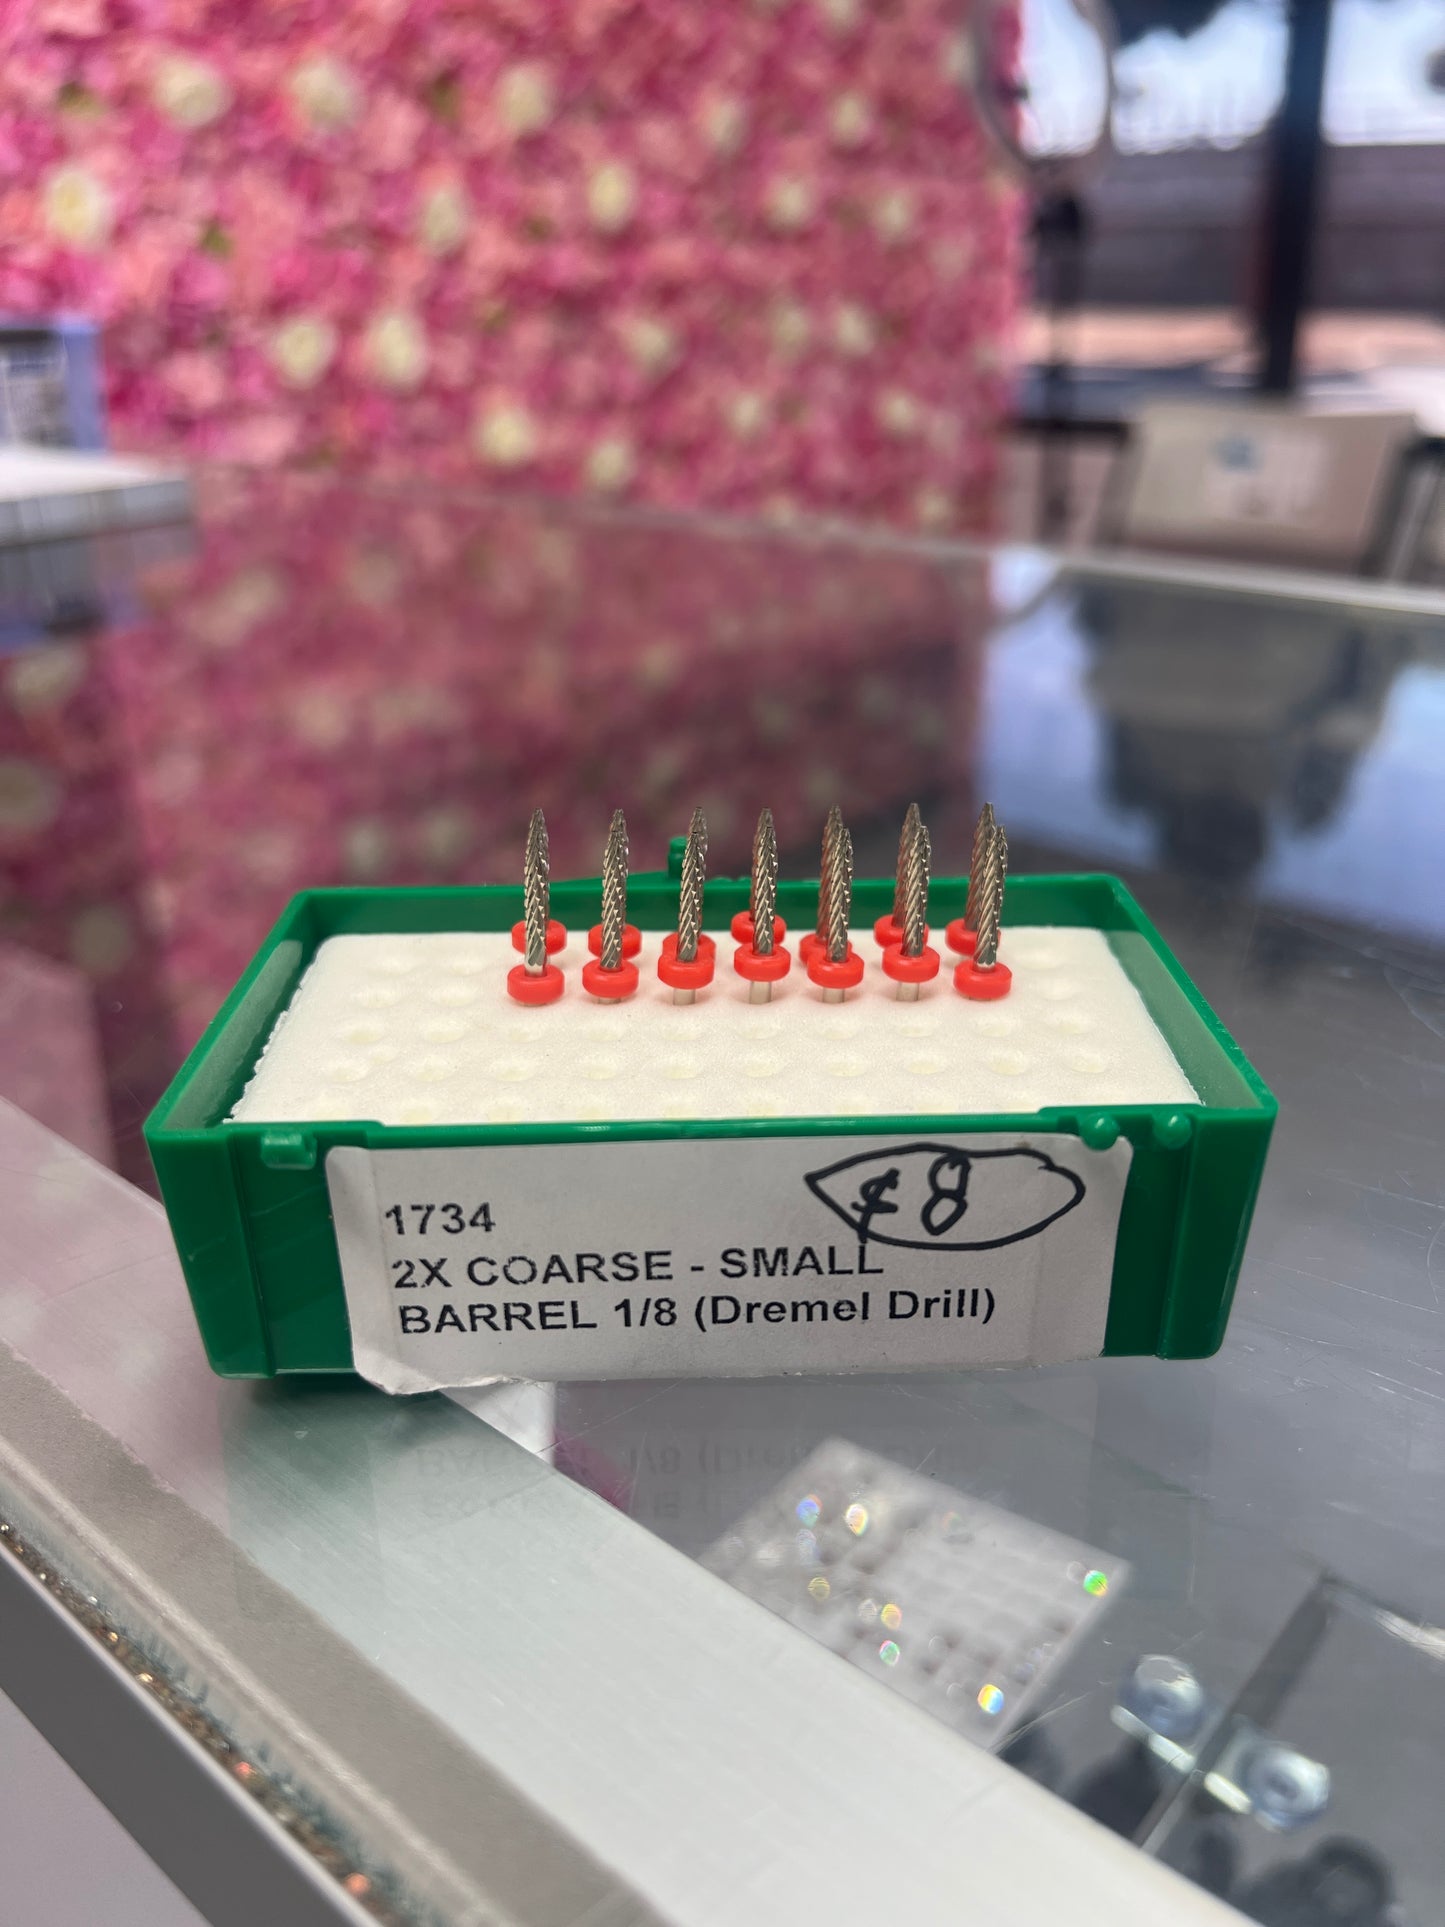 $8
1734
2X COARSE - SMALL
BARREL 1/8 (Dremel Drill)